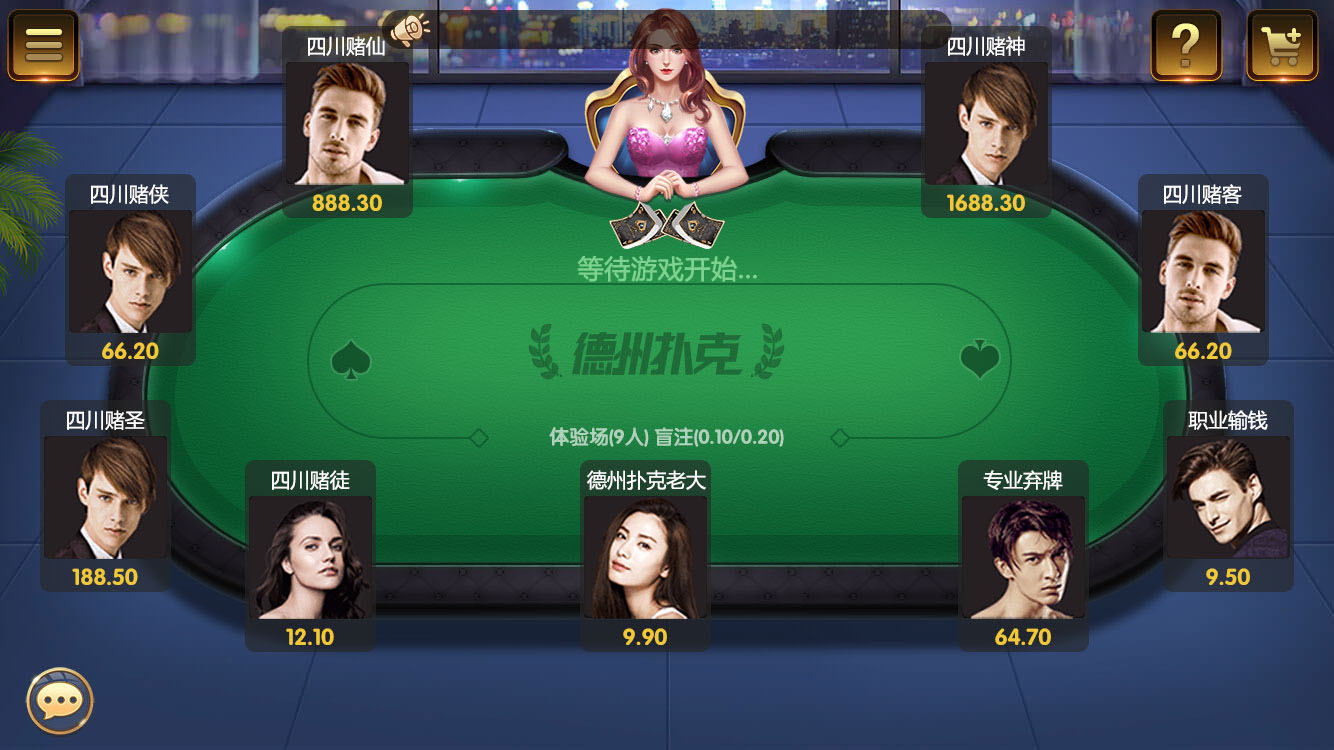 四川赌仙
888.30
四川赌神
1688.30
四川赌侠
66.20
四川赌客
66.20
等待游戏开始...
德州扑克
体验场(9人) 盲注(0.10/0.20)
四川赌圣
188.50
职业输钱
9.50
四川赌徒
12.10
德州扑克老大
9.90
专业弃牌
64.70
?